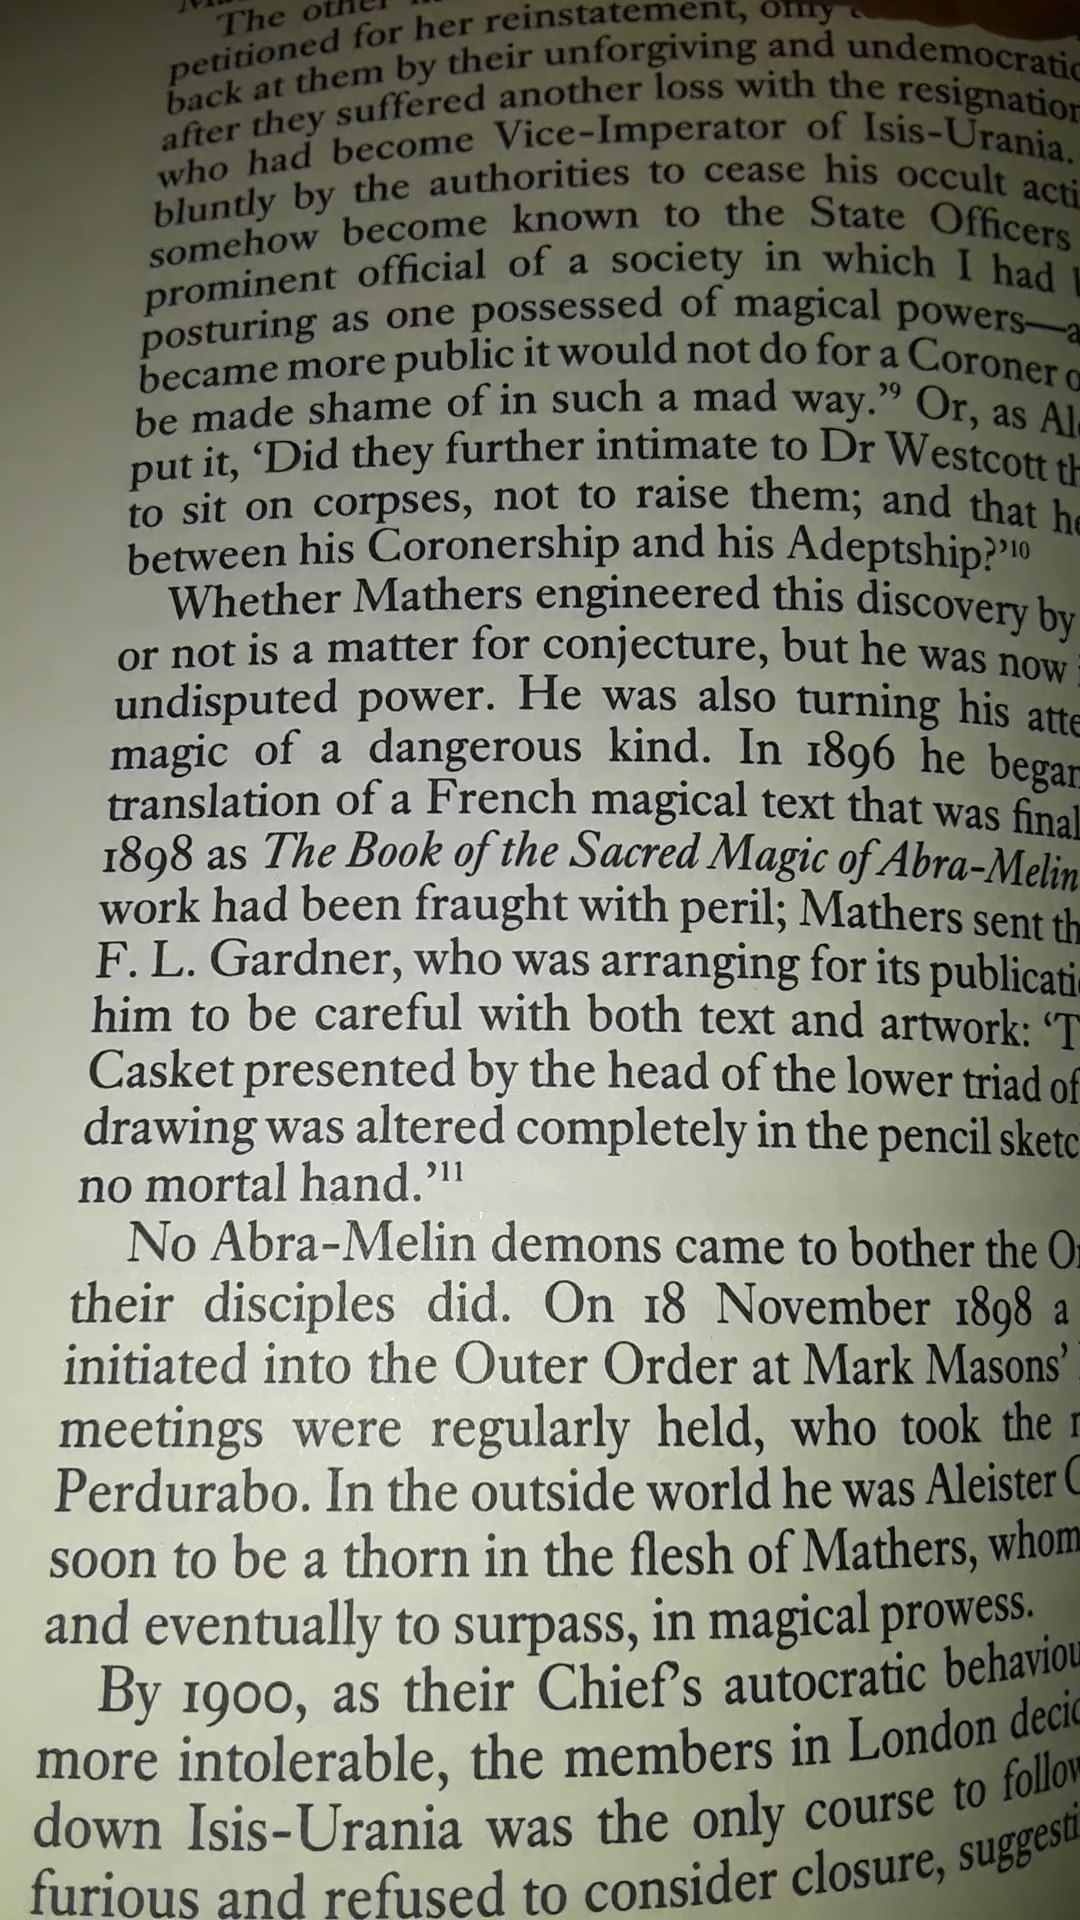 The other
petitioned for her reinstatement, only
back at them by their unforgiving and undemocratic
after they suffered another loss with the resignation
who had become Vice-Imperator of Isis-Urania.
bluntly by the authorities to cease his occult acti
somehow become known to the State Officers
prominent official of a society in which I had
posturing as one possessed of magical powers—a
became more public it would not do for a Coroner o
be made shame of in such a mad way.’⁹ Or, as Al
put it, ‘Did they further intimate to Dr Westcott th
to sit on corpses, not to raise them; and that he
between his Coronership and his Adeptship?’¹⁰
Whether Mathers engineered this discovery by
or not is a matter for conjecture, but he was now
undisputed power. He was also turning his atte
magic of a dangerous kind. In 1896 he began
translation of a French magical text that was final
1898 as The Book of the Sacred Magic of Abra-Melin
work had been fraught with peril; Mathers sent th
F. L. Gardner, who was arranging for its publicati
him to be careful with both text and artwork: ‘T
Casket presented by the head of the lower triad of
drawing was altered completely in the pencil sketc
no mortal hand.’¹¹
No Abra-Melin demons came to bother the Or
their disciples did. On 18 November 1898 a
initiated into the Outer Order at Mark Masons’
meetings were regularly held, who took the
Perdurabo. In the outside world he was Aleister C
soon to be a thorn in the flesh of Mathers, whom
and eventually to surpass, in magical prowess.
By 1900, as their Chief’s autocratic behaviou
more intolerable, the members in London decid
down Isis-Urania was the only course to follow
furious and refused to consider closure, suggesti